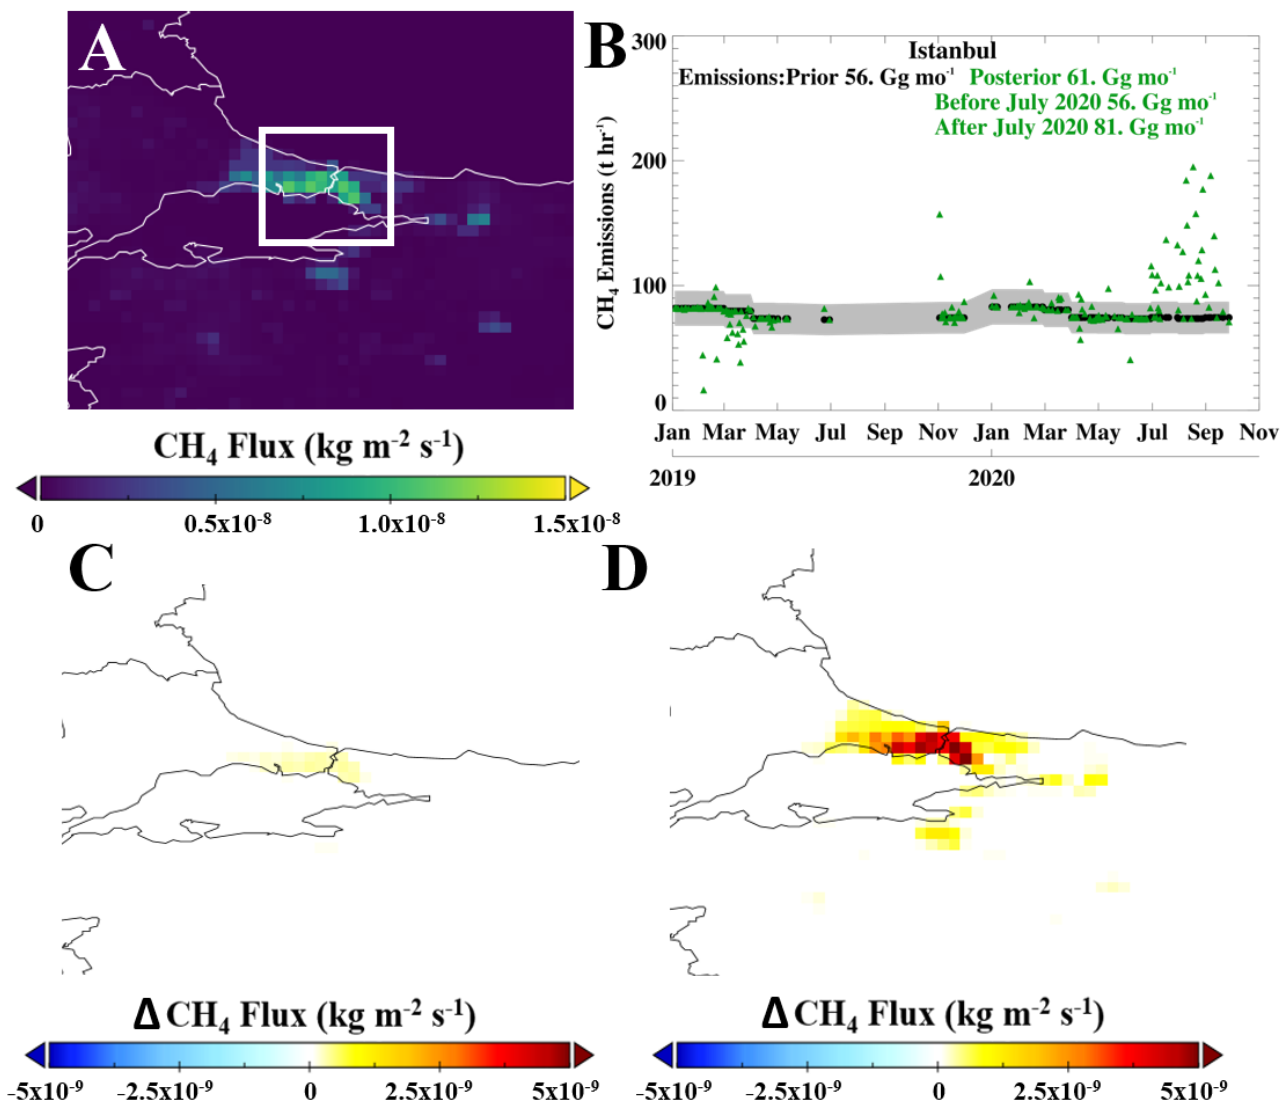 A
B
300
Istanbul
Emissions:Prior 56. Gg mo-1 Posterior 61. Gg mo-1
Before July 2020 56. Gg mo-1
After July 2020 81. Gg mo-1
200
CH4 Emissions (t hr-1)
100
0
Jan Mar May Jul Sep Nov Jan Mar May Jul Sep Nov
2019 2020
CH4 Flux (kg m-2 s-1)
0 0.5x10-8 1.0x10-8 1.5x10-8
C
D
Δ CH4 Flux (kg m-2 s-1)
-5x10-9 -2.5x10-9 0 2.5x10-9 5x10-9
Δ CH4 Flux (kg m-2 s-1)
-5x10-9 -2.5x10-9 0 2.5x10-9 5x10-9